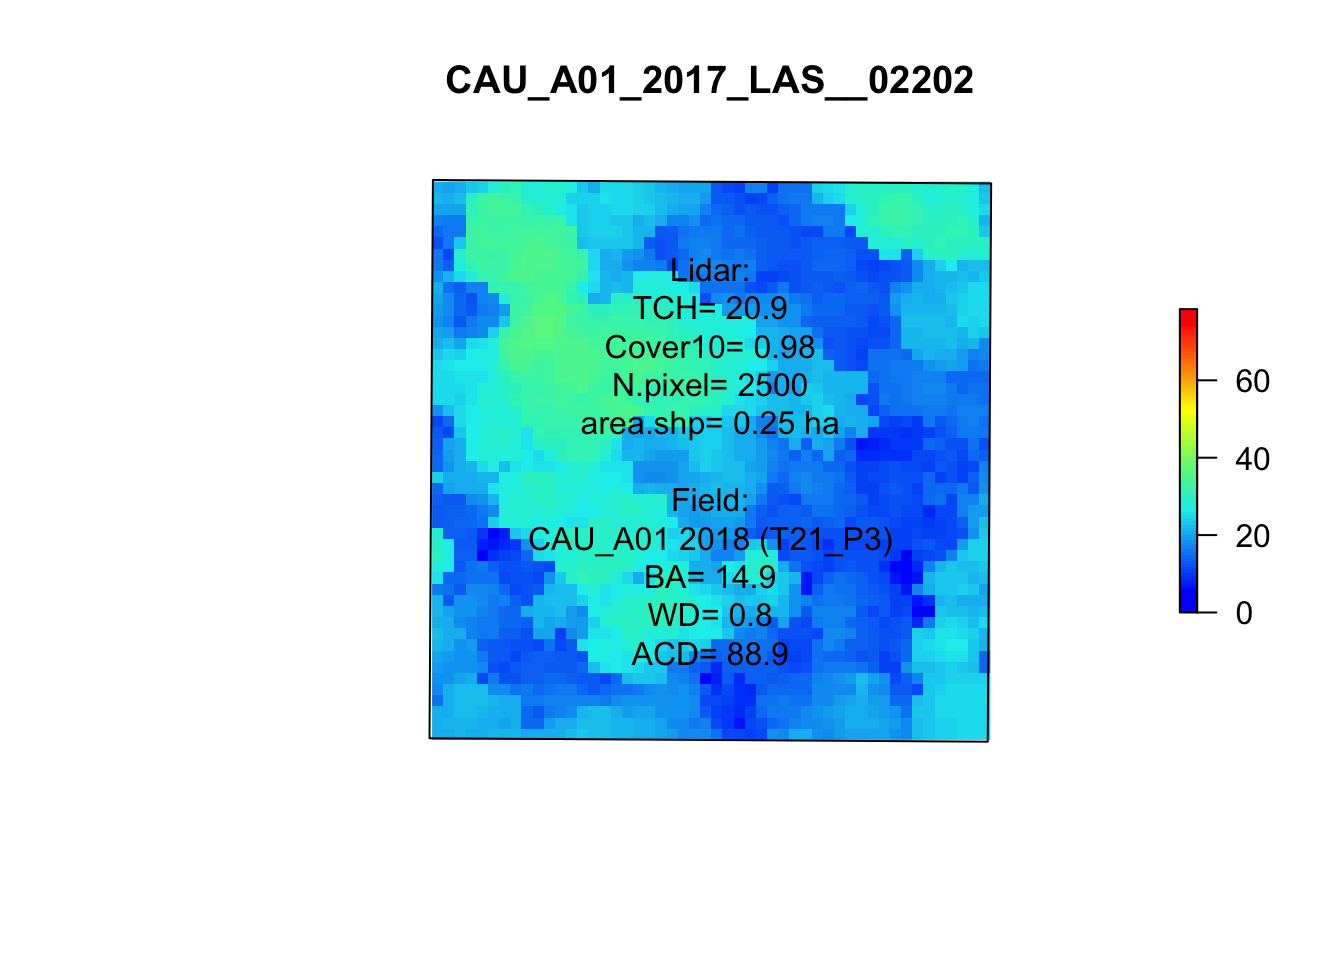 CAU_A01_2017_LAS__02202
Lidar:
TCH= 20.9
Cover10= 0.98
N.pixel= 2500
area.shp= 0.25 ha
Field:
CAU_A01 2018 (T21_P3)
BA= 14.9
WD= 0.8
ACD= 88.9
60
40
20
0